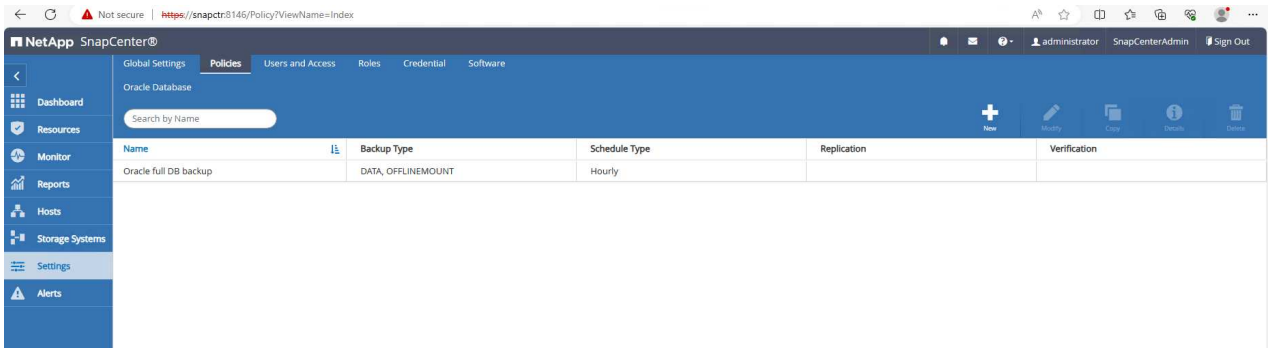 Not secure | https://snapctr:8146/Policy?ViewName=Index
NetApp SnapCenter®
administrator SnapCenterAdmin Sign Out
Global Settings Policies Users and Access Roles Credential Software
Oracle Database
Dashboard
Search by Name
New Modify Copy Details Delete
Resources
Name Backup Type Schedule Type Replication Verification
Monitor
Oracle full DB backup DATA, OFFLINEMOUNT Hourly
Reports
Hosts
Storage Systems
Settings
Alerts